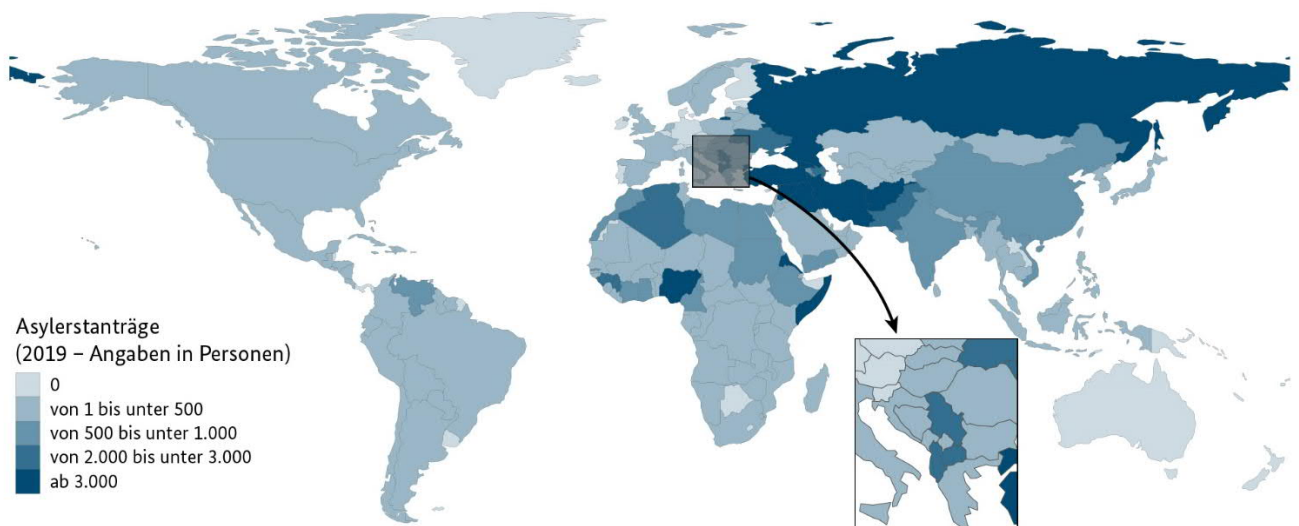 Asylerstanträge
(2019 – Angaben in Personen)
0
von 1 bis unter 500
von 500 bis unter 1.000
von 2.000 bis unter 3.000
ab 3.000